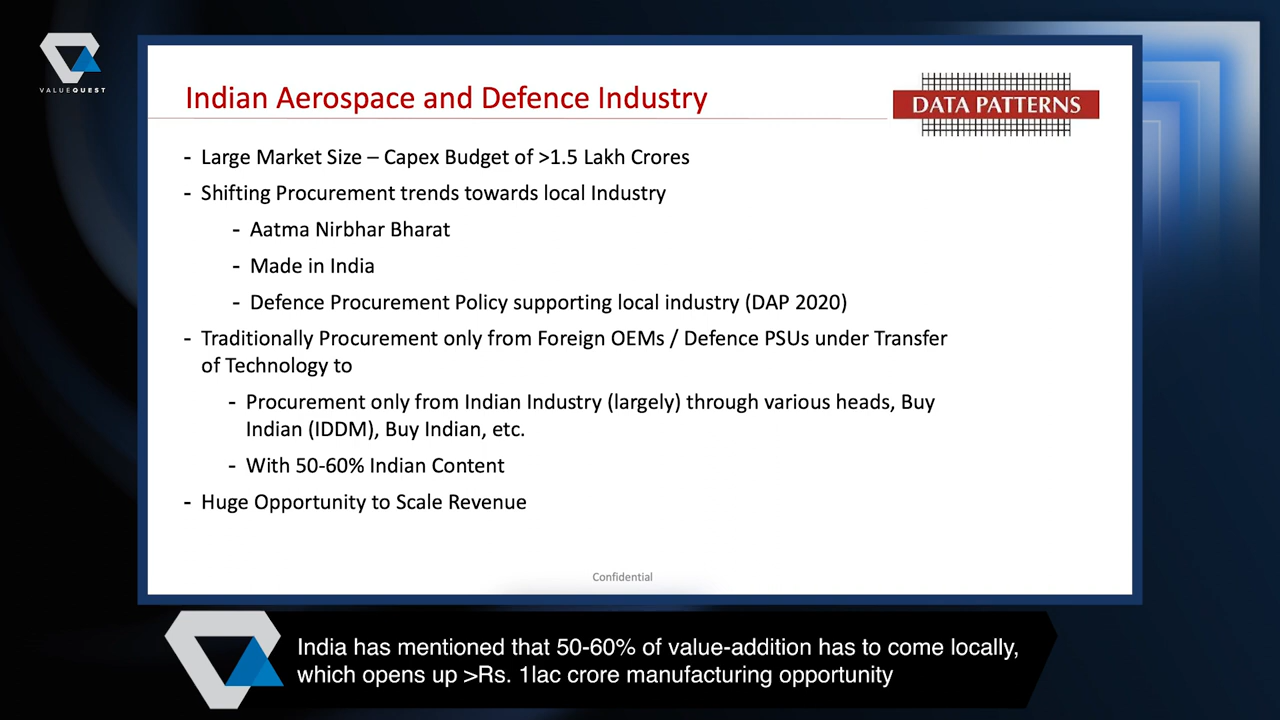 VALUEQUEST
Indian Aerospace and Defence Industry
DATA PATTERNS
- Large Market Size – Capex Budget of >1.5 Lakh Crores
- Shifting Procurement trends towards local Industry
- Aatma Nirbhar Bharat
- Made in India
- Defence Procurement Policy supporting local industry (DAP 2020)
- Traditionally Procurement only from Foreign OEMs / Defence PSUs under Transfer
of Technology to
- Procurement only from Indian Industry (largely) through various heads, Buy
Indian (IDDM), Buy Indian, etc.
- With 50-60% Indian Content
- Huge Opportunity to Scale Revenue
Confidential
India has mentioned that 50-60% of value-addition has to come locally,
which opens up >Rs. 1lac crore manufacturing opportunity